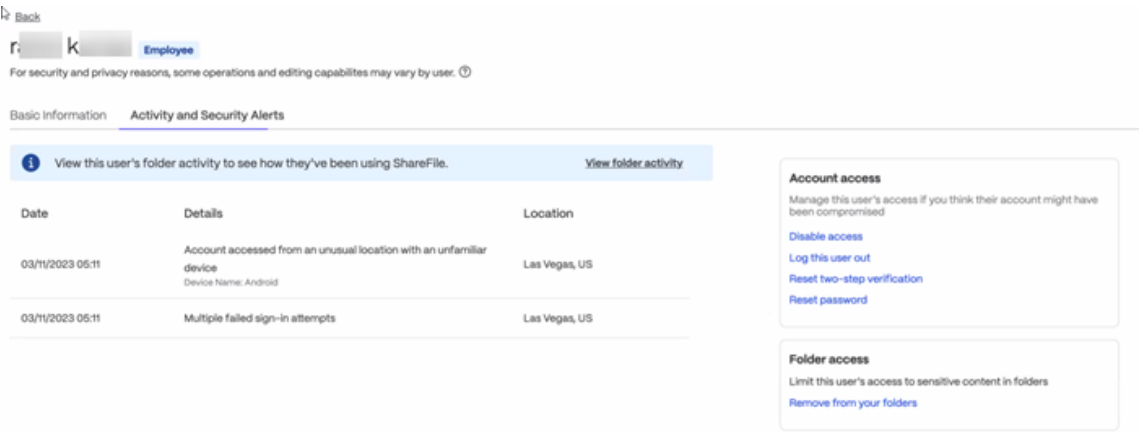 Back
r k Employee
For security and privacy reasons, some operations and editing capabilites may vary by user.
Basic Information Activity and Security Alerts
View this user's folder activity to see how they've been using ShareFile. View folder activity
Date Details Location
03/11/2023 05:11 Account accessed from an unusual location with an unfamiliar
device Las Vegas, US
Device Name: Android
03/11/2023 05:11 Multiple failed sign-in attempts Las Vegas, US
Account access
Manage this user's access if you think their account might have
been compromised
Disable access
Log this user out
Reset two-step verification
Reset password
Folder access
Limit this user's access to sensitive content in folders
Remove from your folders